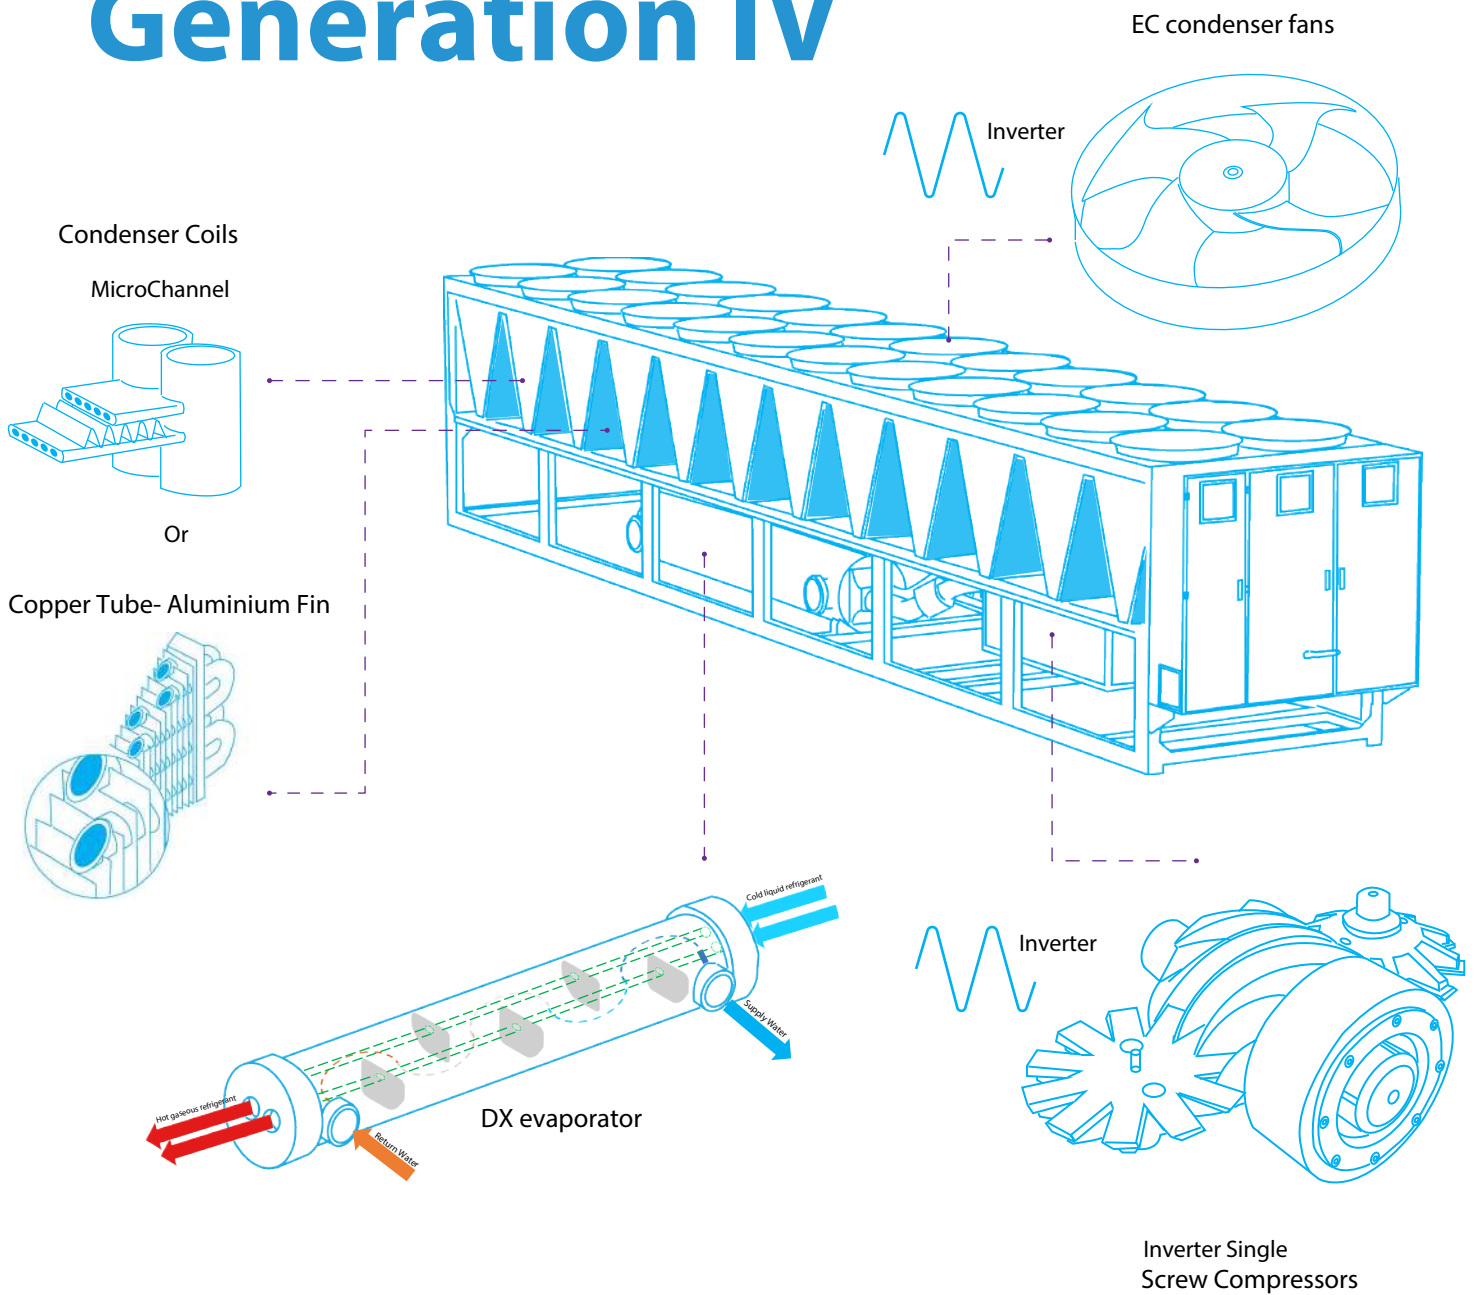 Generation IV
EC condenser fans
Inverter
Condenser Coils
MicroChannel
Or
Copper Tube- Aluminium Fin
Cold liquid refrigerant
Supply Water
Inverter
Hot gaseous refrigerant
Return Water
DX evaporator
Inverter Single
Screw Compressors